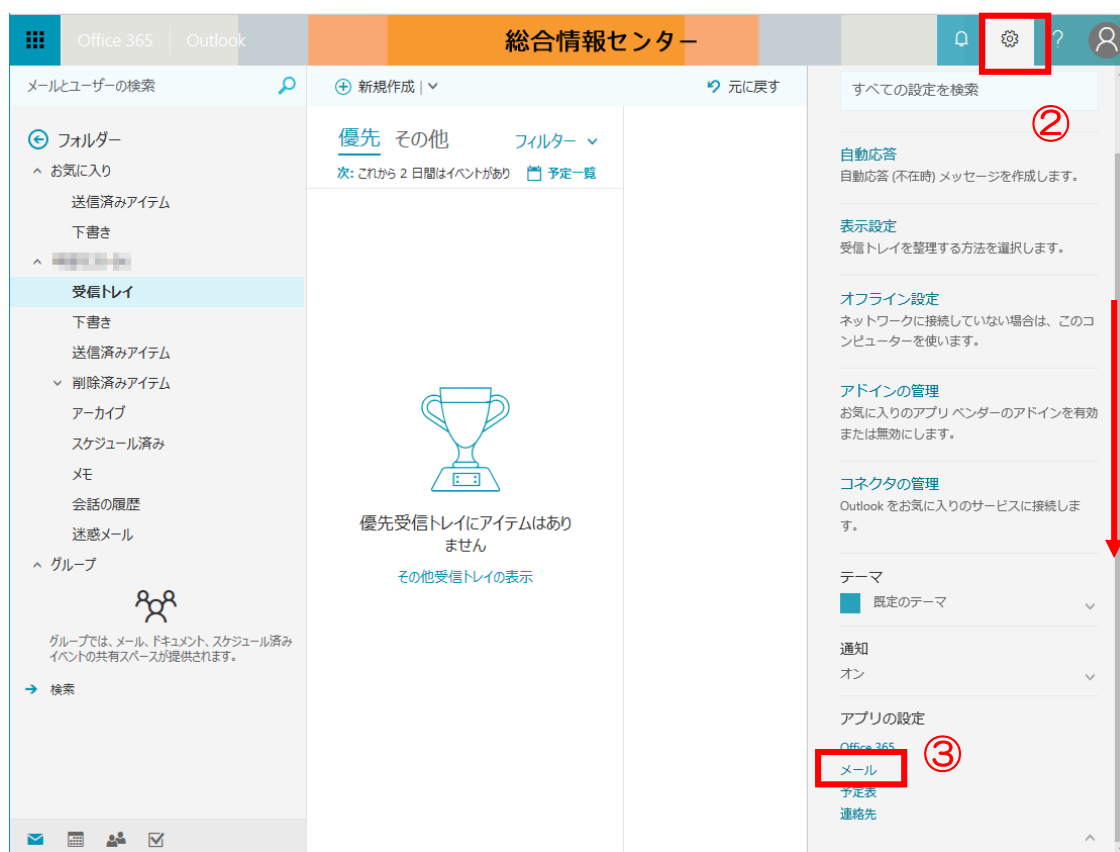 Office 365 Outlook 総合情報センター ?
メールとユーザーの検索
新規作成 | 元に戻す
フォルダー
お気に入り
送信済みアイテム
下書き
受信トレイ
下書き
送信済みアイテム
削除済みアイテム
アーカイブ
スケジュール済み
メモ
会話の履歴
迷惑メール
グループ
グループでは、メール、ドキュメント、スケジュール済み
イベントの共有スペースが提供されます。
検索
優先 その他 フィルター
次: これから 2 日間はイベントがあり 予定一覧
優先受信トレイにアイテムはあり
ません
その他受信トレイの表示
すべての設定を検索
②
自動応答
自動応答 (不在時) メッセージを作成します。
表示設定
受信トレイを整理する方法を選択します。
オフライン設定
ネットワークに接続していない場合は、このコ
ンピューターを使います。
アドインの管理
お気に入りのアプリ ベンダーのアドインを有効
または無効にします。
コネクタの管理
Outlook をお気に入りのサービスに接続しま
す。
テーマ
既定のテーマ
通知
オン
アプリの設定
Office 365
③
メール
予定表
連絡先